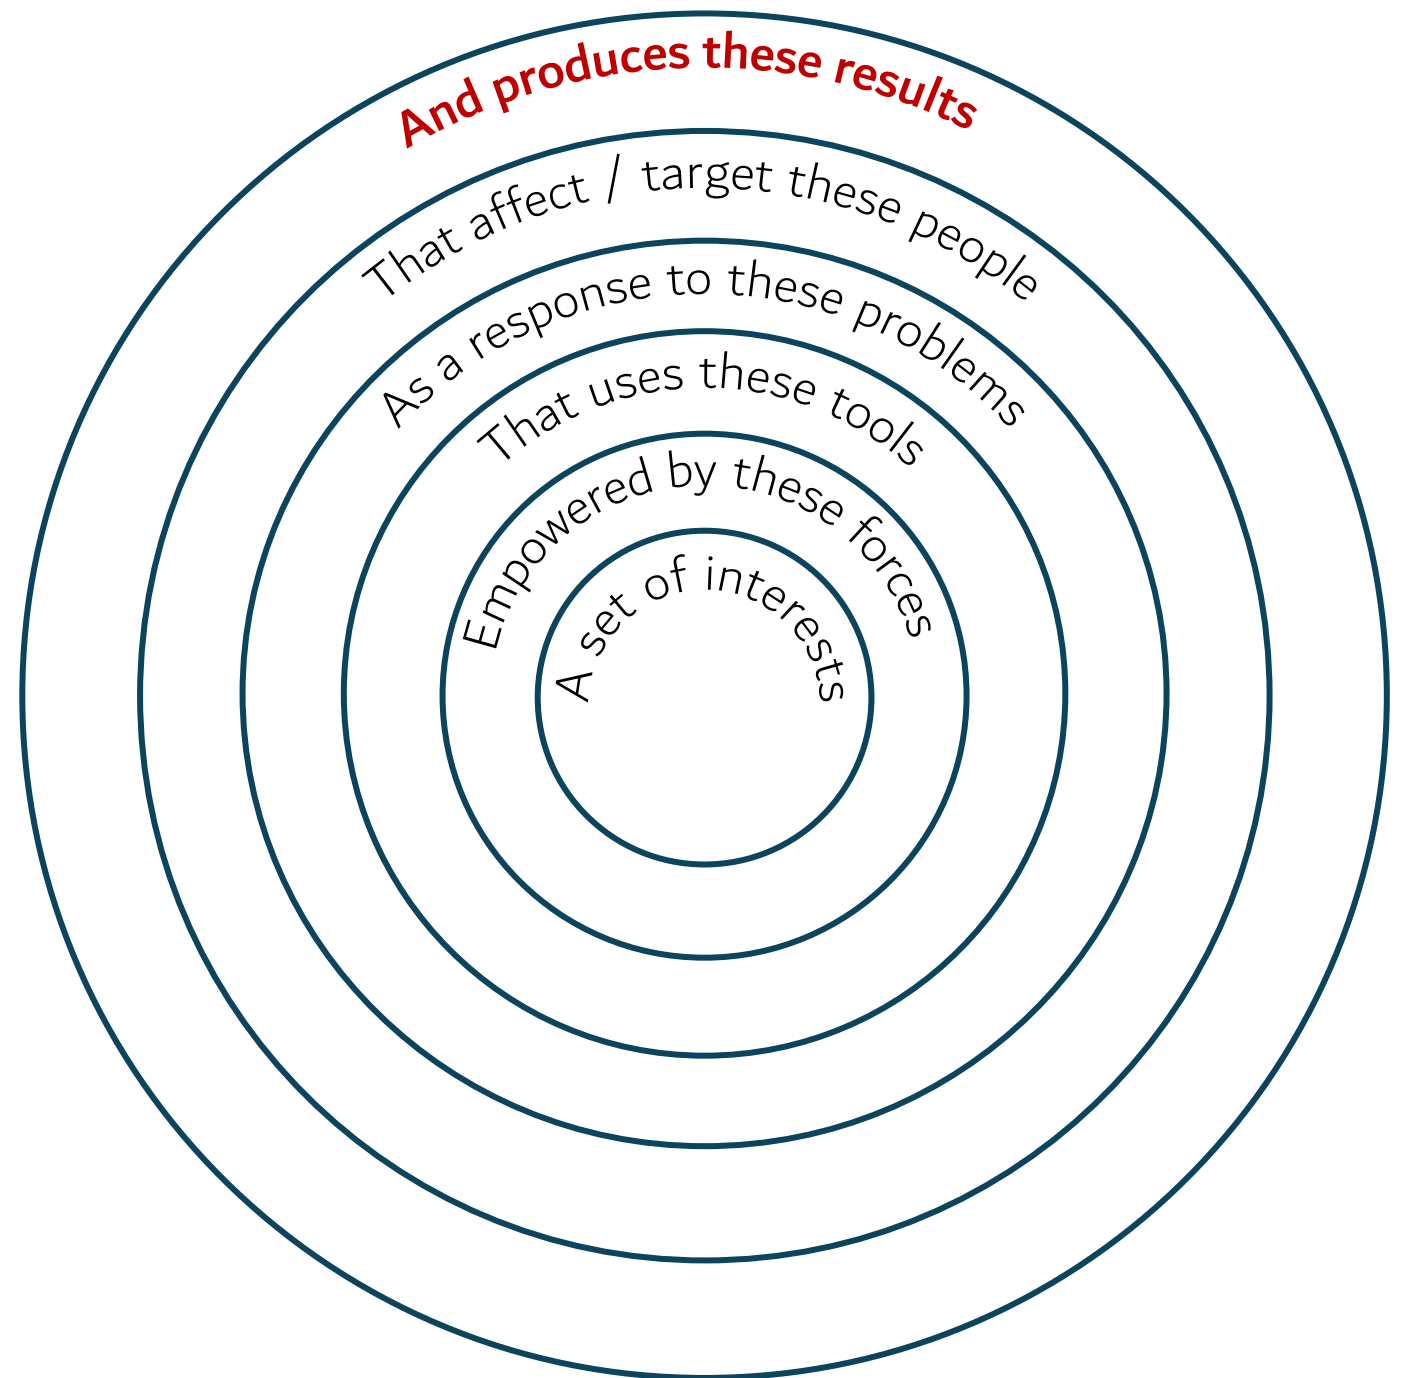 And produces these results
That affect / target these people
As a response to these problems
That uses these tools
Empowered by these forces
A set of interests